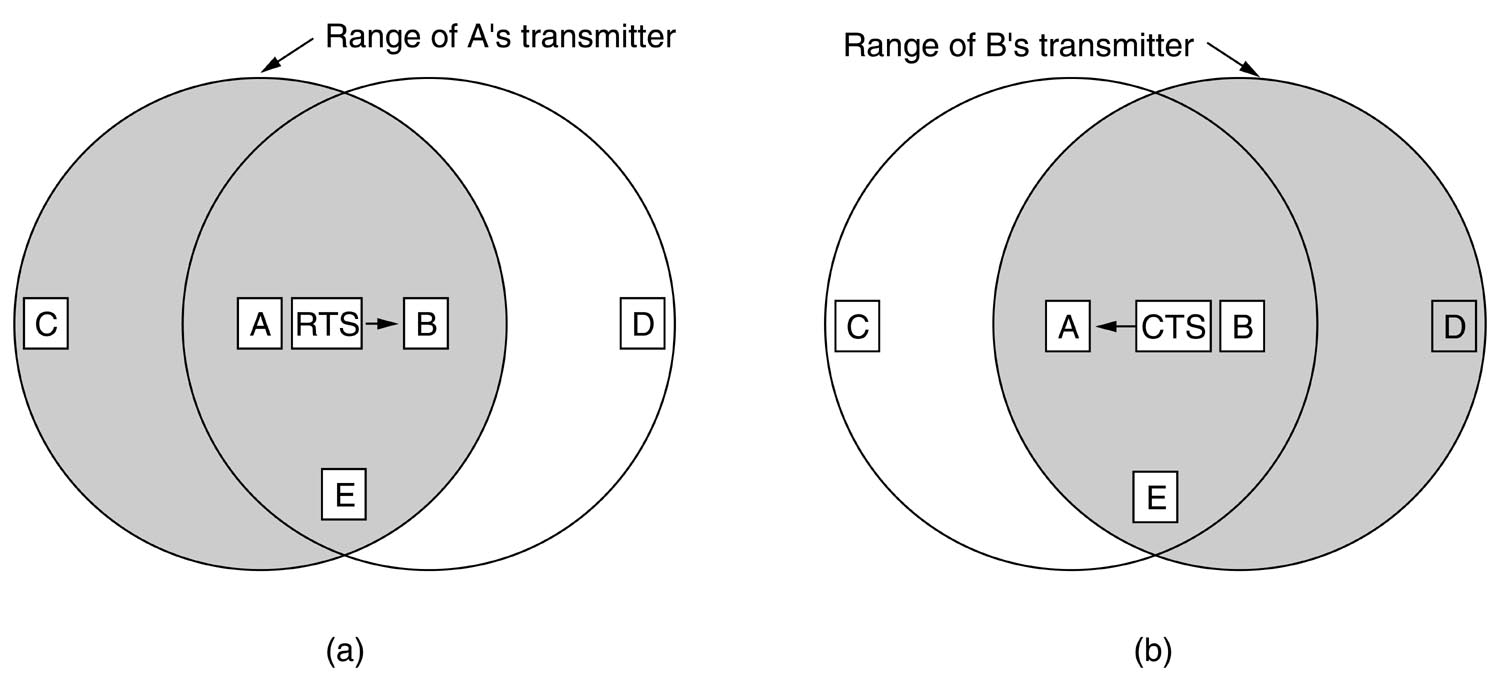 Range of A's transmitter
C
A
RTS
B
D
E
(a)
Range of B's transmitter
C
A
CTS
B
D
E
(b)